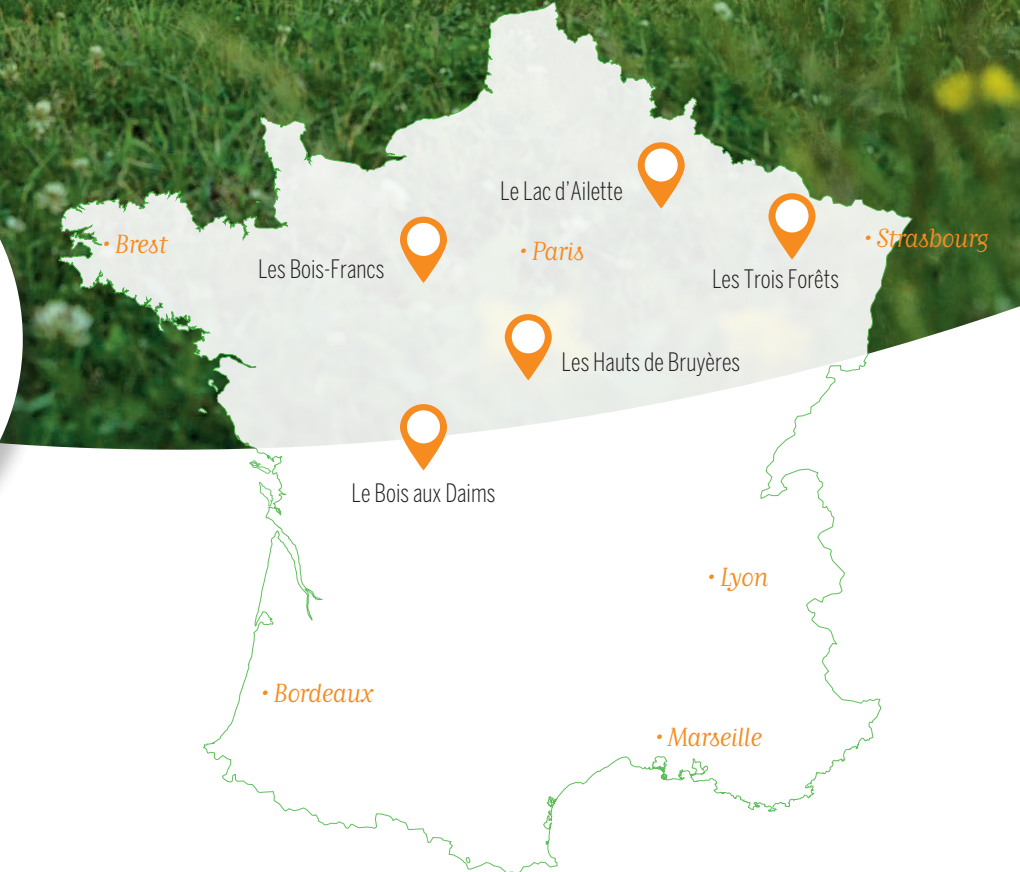 Le Lac d'Ailette
• Brest
Les Bois-Francs
• Paris
• Strasbourg
Les Trois Forêts
Les Hauts de Bruyères
Le Bois aux Daims
• Lyon
• Bordeaux
• Marseille